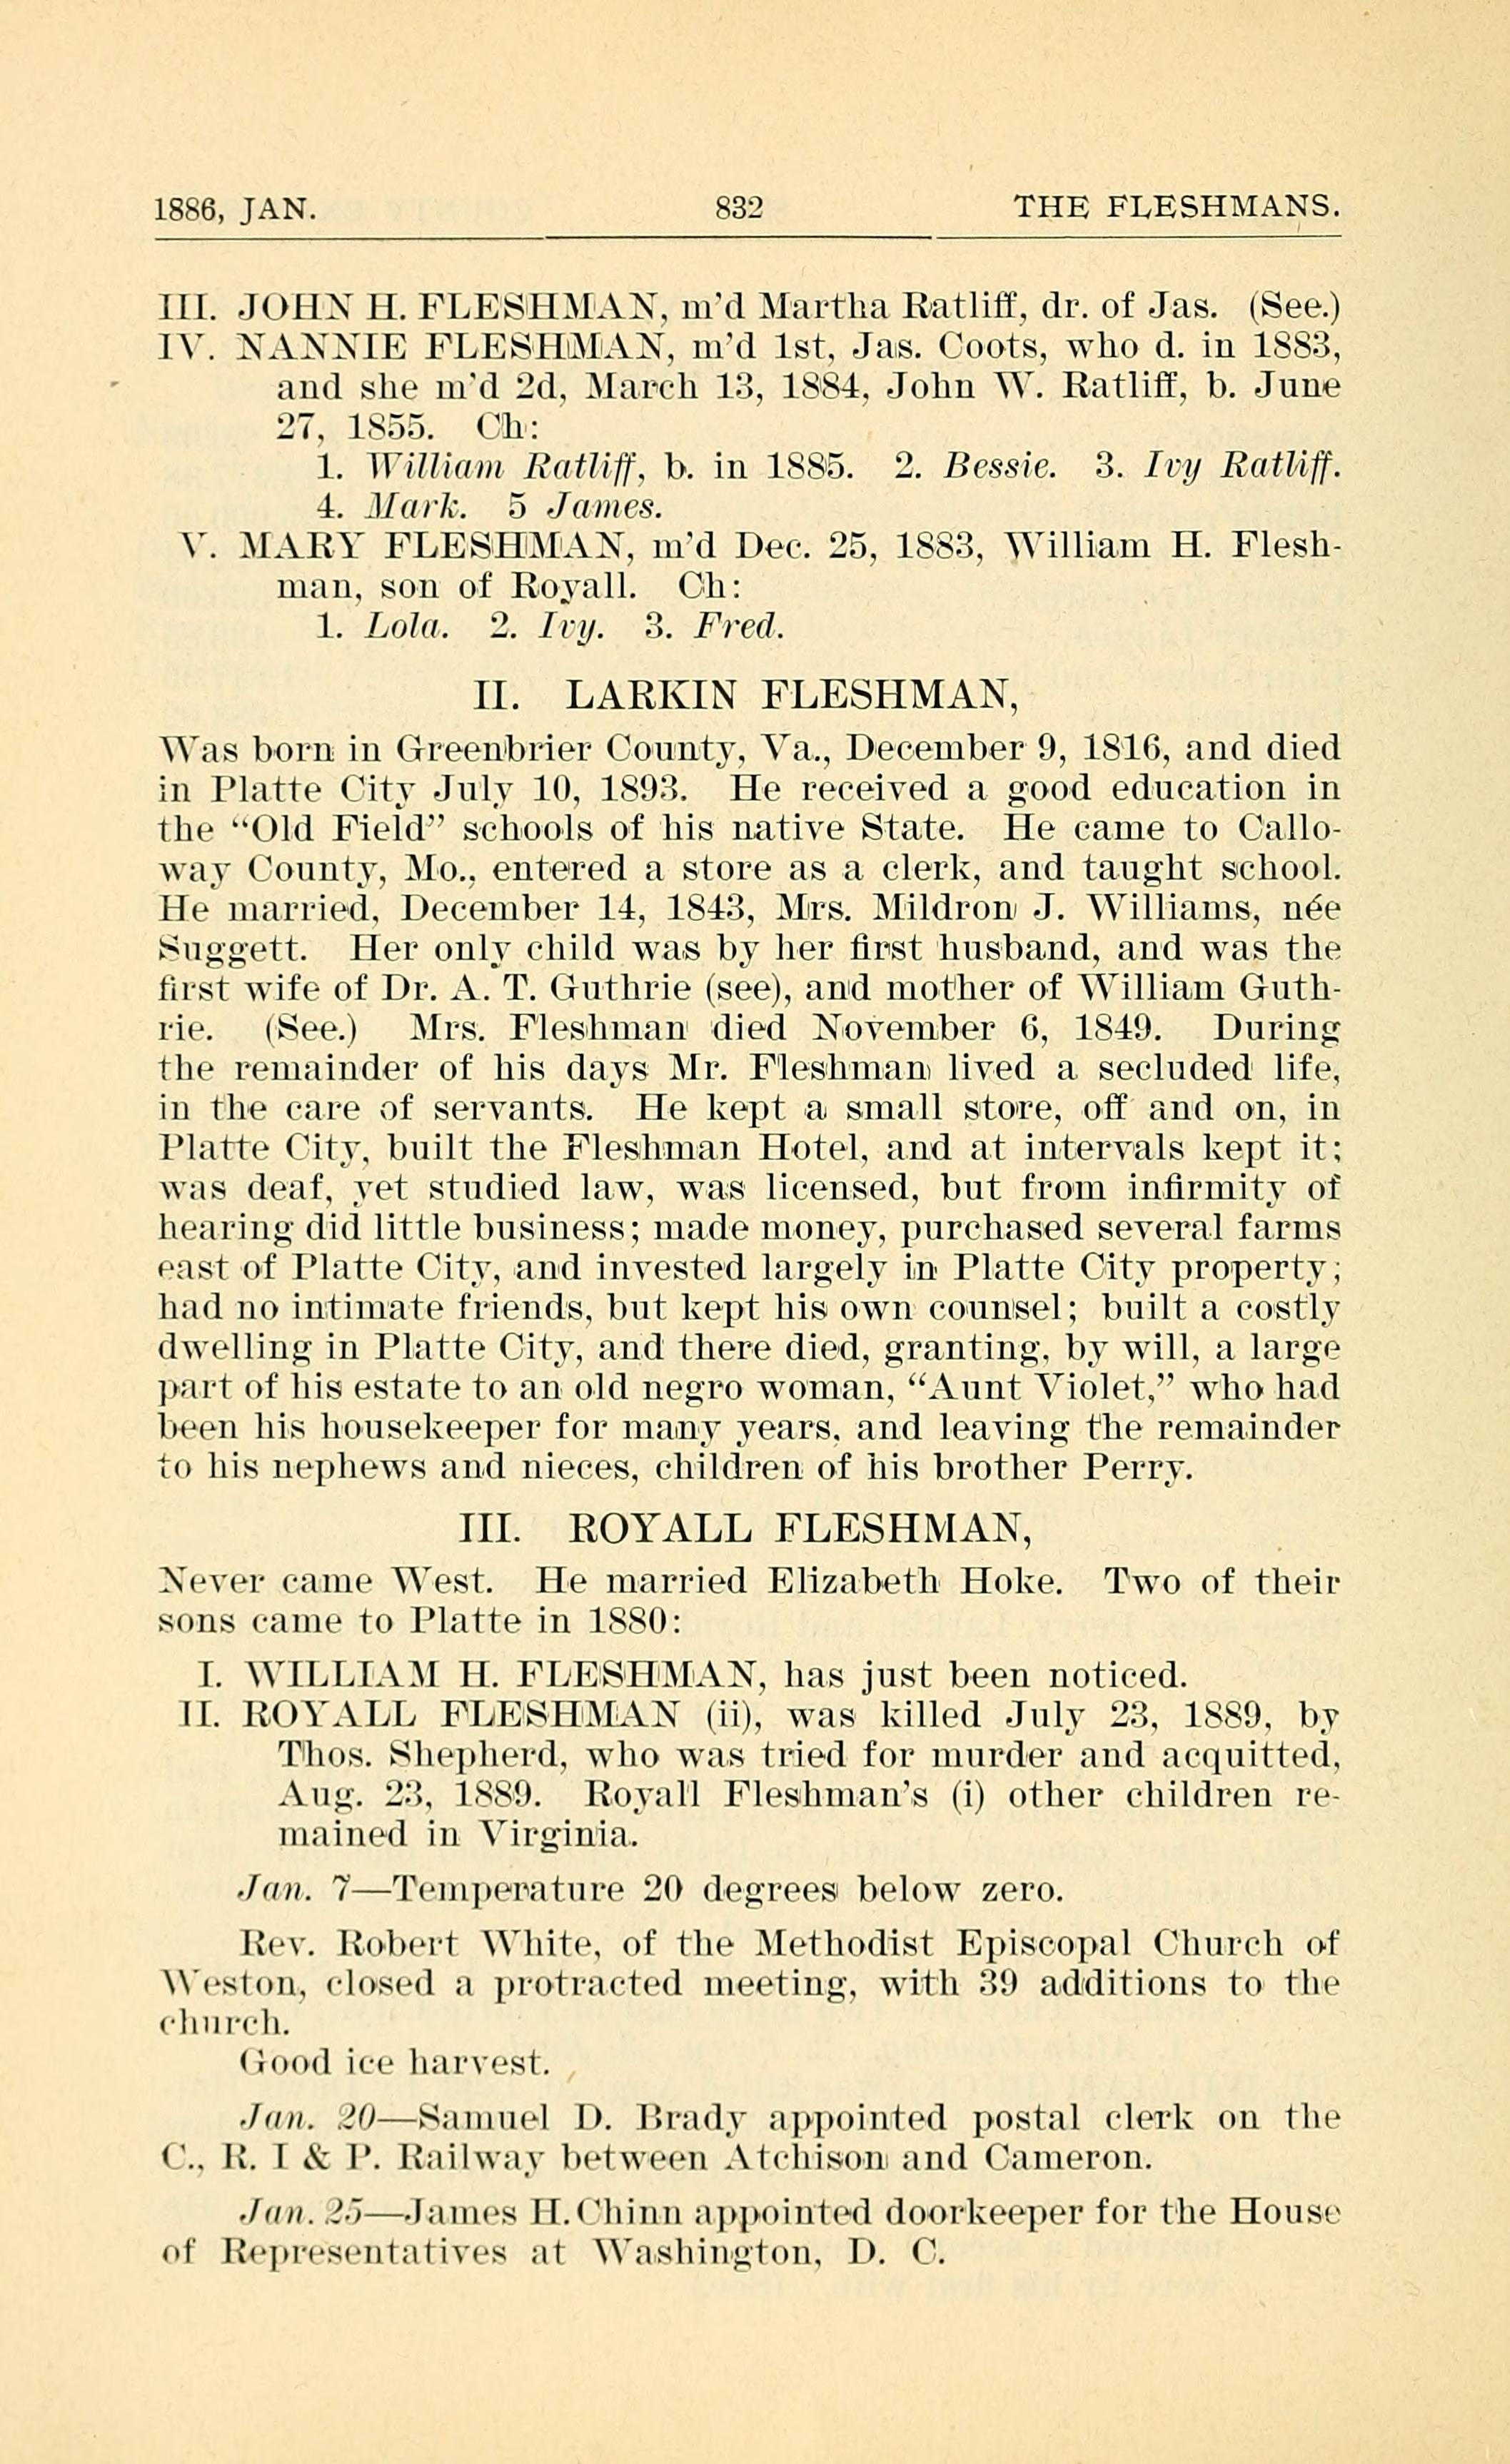 1886, JAN. 832 THE FLESHMANS.
III. JOHN H. FLESHMAN, m'd Martha Ratliff, dr. of Jas. (See.)
IV. NANNIE FLESHMAN, m'd 1st, Jas. Coots, who d. in 1883,
and she m'd 2d, March 13, 1884, John W. Ratliff, b. June
27, 1855. Ch:
1. William Ratliff, b. in 1885. 2. Bessie. 3. Ivy Ratliff.
4. Mark. 5 James.
V. MARY FLESHMAN, m'd Dec. 25, 1883, William H. Flesh-
man, son of Royall. Ch:
1. Lola. 2. Ivy. 3. Fred.
II. LARKIN FLESHMAN,
Was born in Greenbrier County, Va., December 9, 1816, and died
in Platte City July 10, 1893. He received a good education in
the "Old Field" schools of his native State. He came to Callo-
way County, Mo., entered a store as a clerk, and taught school.
He married, December 14, 1843, Mrs. Mildron J. Williams, née
Suggett. Her only child was by her first husband, and was the
first wife of Dr. A. T. Guthrie (see), and mother of William Guth-
rie. (See.) Mrs. Fleshman died November 6, 1849. During
the remainder of his days Mr. Fleshman lived a secluded life,
in the care of servants. He kept a small store, off and on, in
Platte City, built the Fleshman Hotel, and at intervals kept it;
was deaf, yet studied law, was licensed, but from infirmity of
hearing did little business; made money, purchased several farms
east of Platte City, and invested largely in Platte City property;
had no intimate friends, but kept his own counsel; built a costly
dwelling in Platte City, and there died, granting, by will, a large
part of his estate to an old negro woman, "Aunt Violet," who had
been his housekeeper for many years, and leaving the remainder
to his nephews and nieces, children of his brother Perry.
III. ROYALL FLESHMAN,
Never came West. He married Elizabeth Hoke. Two of their
sons came to Platte in 1880:
I. WILLIAM H. FLESHMAN, has just been noticed.
II. ROYALL FLESHMAN (ii), was killed July 23, 1889, by
Thos. Shepherd, who was tried for murder and acquitted,
Aug. 23, 1889. Royall Fleshman's (i) other children re-
mained in Virginia.
Jan. 7—Temperature 20 degrees below zero.
Rev. Robert White, of the Methodist Episcopal Church of
Weston, closed a protracted meeting, with 39 additions to the
church.
Good ice harvest.
Jan. 20—Samuel D. Brady appointed postal clerk on the
C., R. I & P. Railway between Atchison and Cameron.
Jan. 25—James H. Chinn appointed doorkeeper for the House
of Representatives at Washington, D. C.